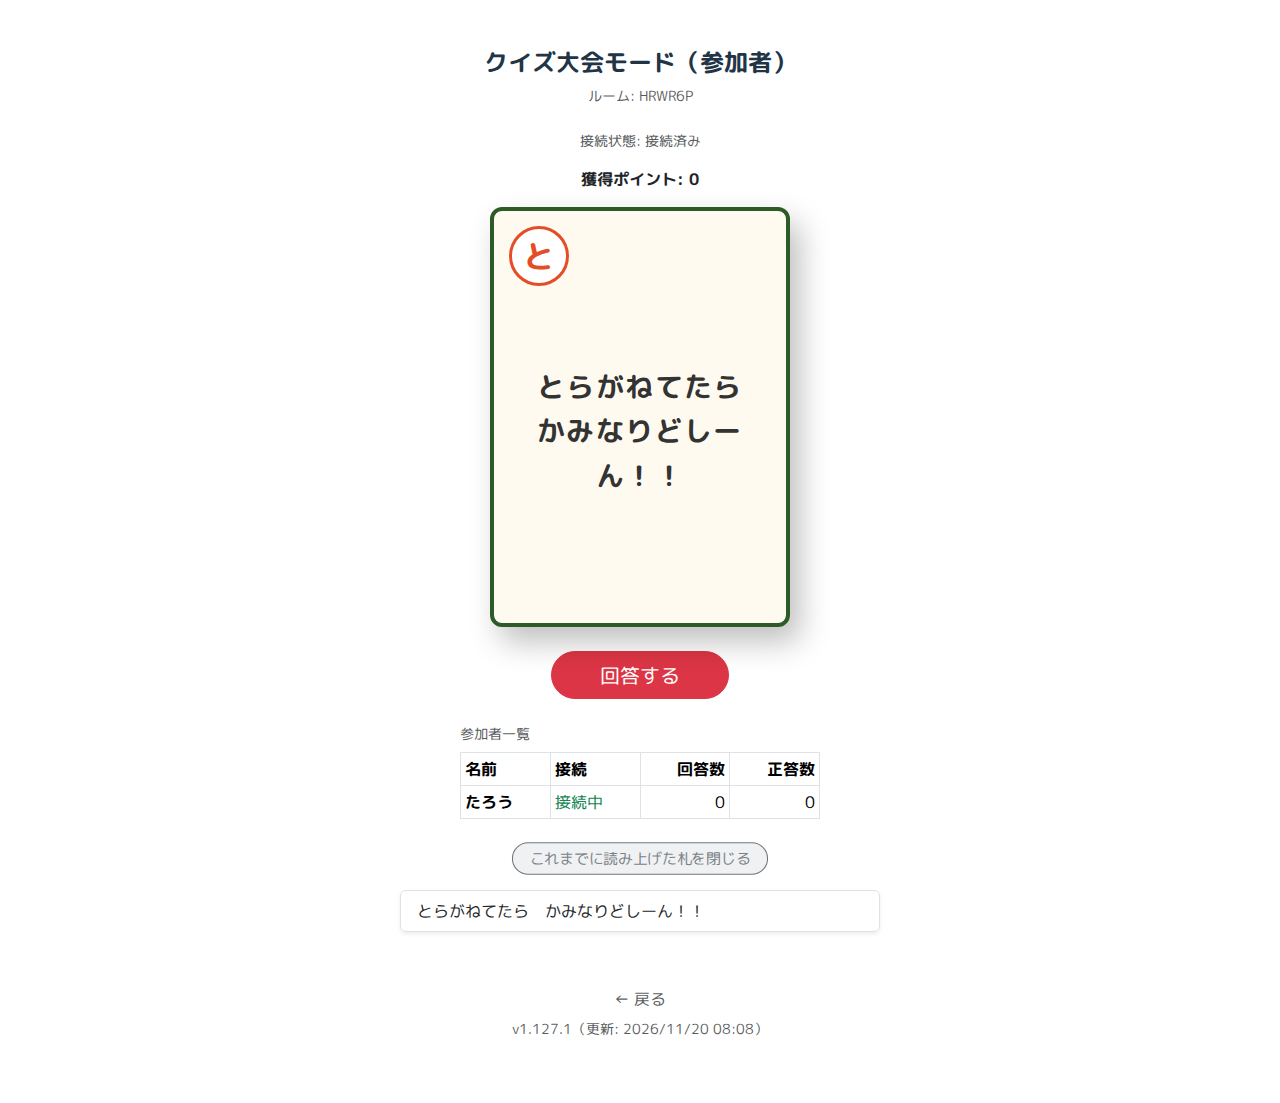 クイズ大会モード（参加者）
ルーム: HRWR6P
接続状態: 接続済み
獲得ポイント: 0
と
とらがねてたら
かみなりどしー
ん！！
回答する
参加者一覧
名前 接続 回答数 正答数
たろう 接続中 0 0
これまでに読み上げた札を閉じる
とらがねてたら　かみなりどしーん！！
← 戻る
v1.127.1（更新: 2026/11/20 08:08）